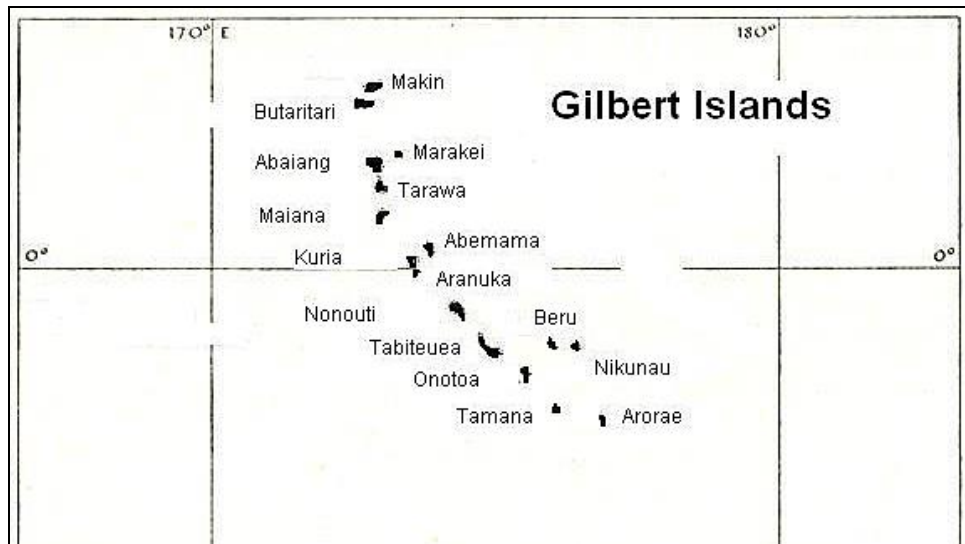 170° E
180°
Makin
Gilbert Islands
Butaritari
Marakei
Abaiang
Tarawa
Maiana
Abemama
Kuria
0°
0°
Aranuka
Nonouti
Beru
Tabiteuea
Nikunau
Onotoa
Tamana
Arorae